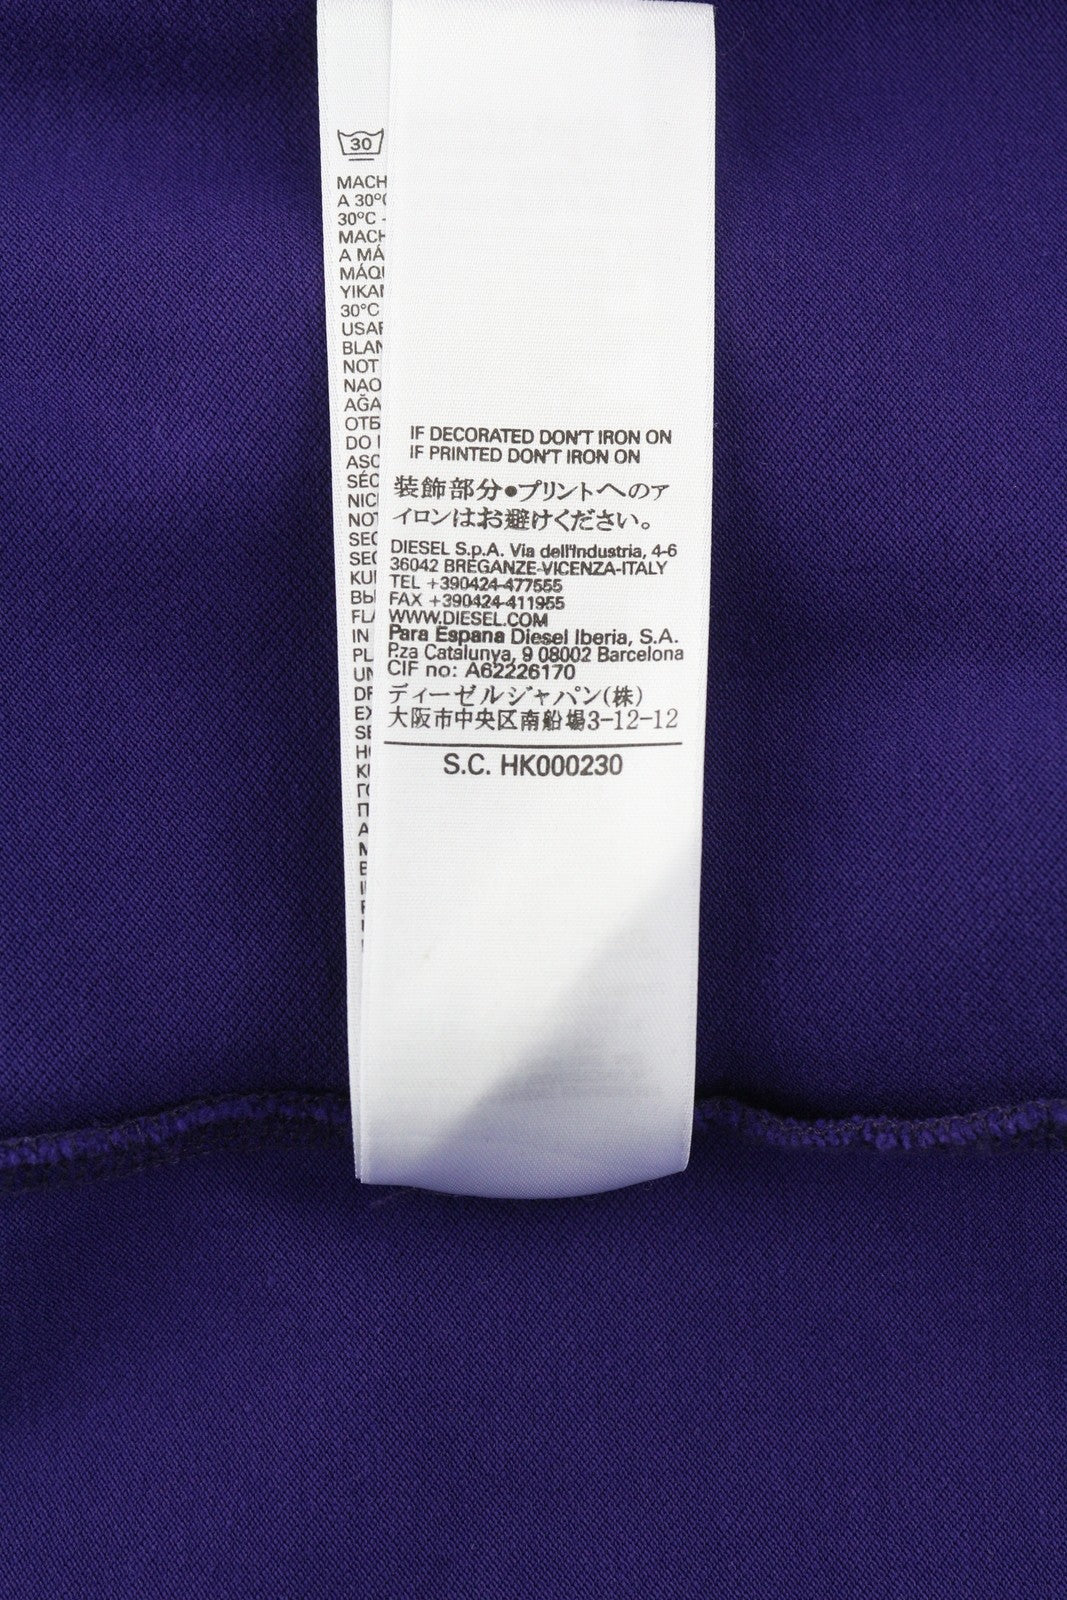 30
MACH
A 30°C
30°C -
MACH
A MÁ
MÁQU
YIKAN
30°C
USAR
BLAN
NOT
NAO
AĞA
ОТБ
DO
ASC
SÉC
NIC
NOT
SEC
SEC
KU
ВЫ
FLA
IN
PL
UN
DR
EX
SE
IF DECORATED DON'T IRON ON
IF PRINTED DON'T IRON ON
装飾部分●プリントへのア
イロンはお避けください。
DIESEL S.p.A. Via dell'Industria, 4-6
36042 BREGANZE-VICENZA-ITALY
TEL +390424-477555
FAX +390424-411955
WWW.DIESEL.COM
Para Espana Diesel Iberia, S.A.
P.za Catalunya, 9 08002 Barcelona
CIF no: A62226170
ディーゼルジャパン(株)
大阪市中央区南船場3-12-12
S.C. HK000230